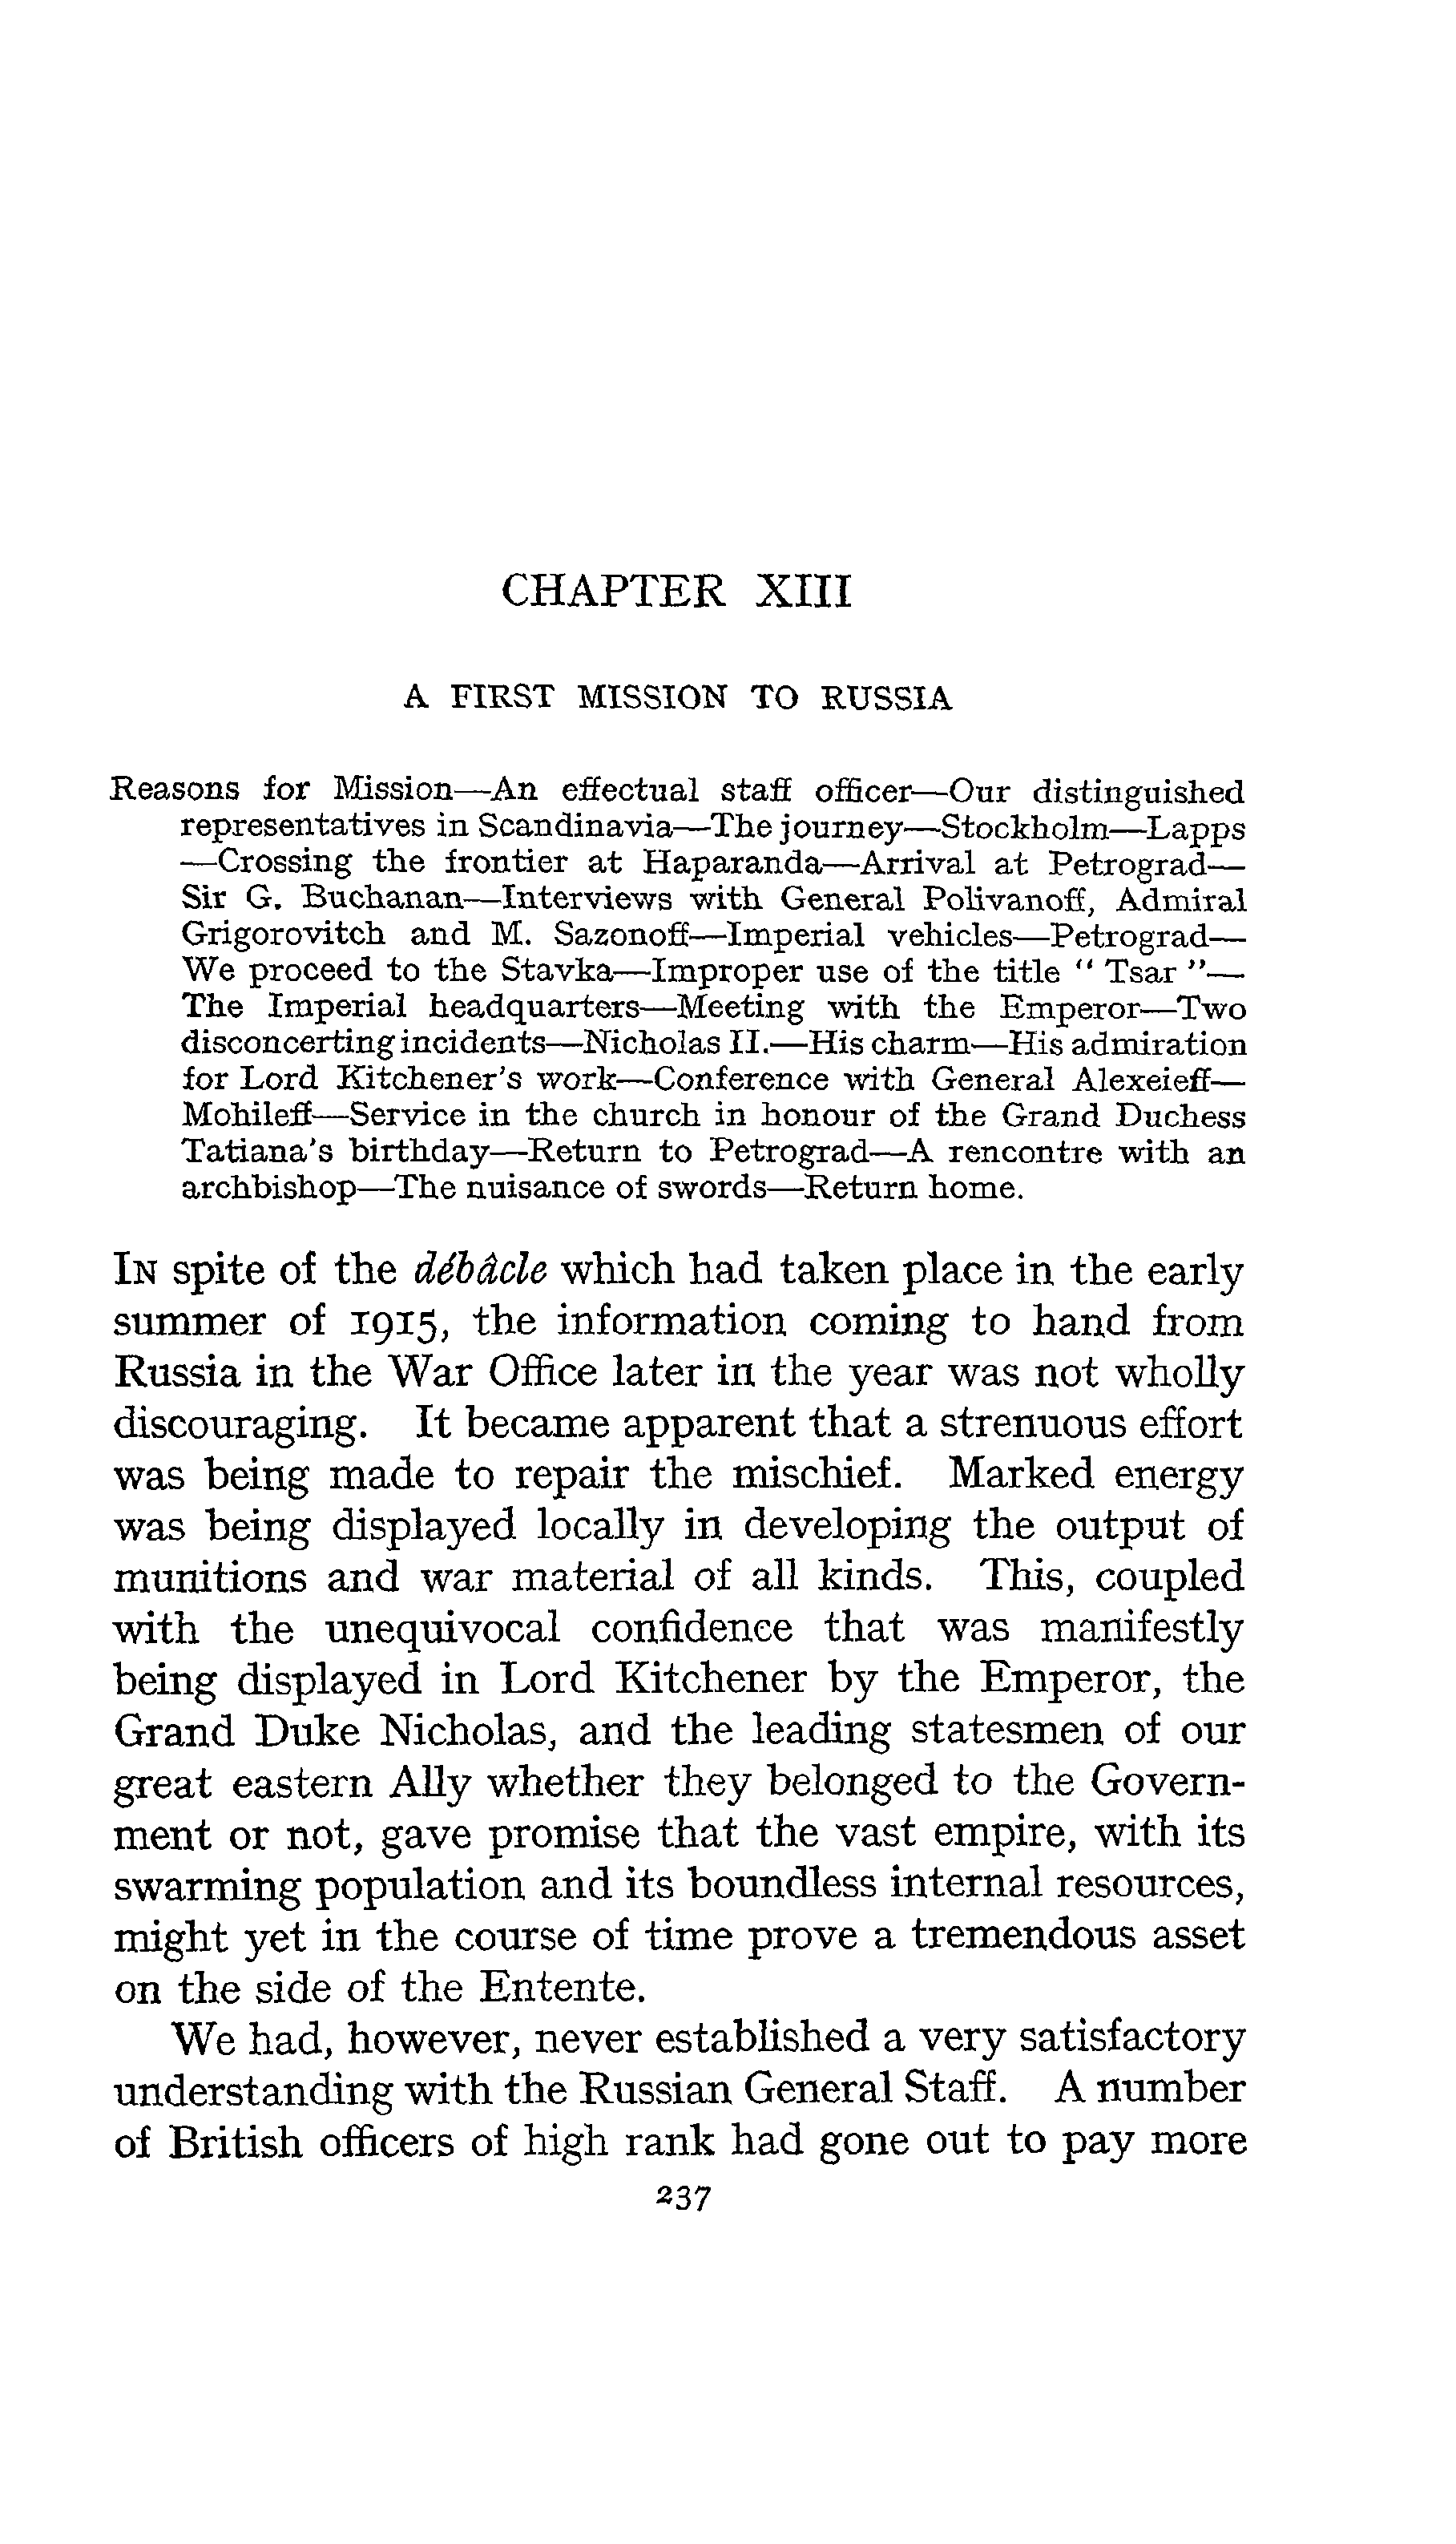 CHAPTER XIII
A FIRST MISSION TO RUSSIA
Reasons for Mission—An effectual staff officer—Our distinguished
representatives in Scandinavia—The journey—Stockholm—Lapps
—Crossing the frontier at Haparanda—Arrival at Petrograd—
Sir G. Buchanan—Interviews with General Polivanoff, Admiral
Grigorovitch and M. Sazonoff—Imperial vehicles—Petrograd—
We proceed to the Stavka—Improper use of the title “ Tsar ”—
The Imperial headquarters—Meeting with the Emperor—Two
disconcerting incidents—Nicholas II.—His charm—His admiration
for Lord Kitchener's work—Conference with General Alexeieff—
Mohileff—Service in the church in honour of the Grand Duchess
Tatiana's birthday—Return to Petrograd—A rencontre with an
archbishop—The nuisance of swords—Return home.
IN spite of the débâcle which had taken place in the early
summer of 1915, the information coming to hand from
Russia in the War Office later in the year was not wholly
discouraging. It became apparent that a strenuous effort
was being made to repair the mischief. Marked energy
was being displayed locally in developing the output of
munitions and war material of all kinds. This, coupled
with the unequivocal confidence that was manifestly
being displayed in Lord Kitchener by the Emperor, the
Grand Duke Nicholas, and the leading statesmen of our
great eastern Ally whether they belonged to the Govern-
ment or not, gave promise that the vast empire, with its
swarming population and its boundless internal resources,
might yet in the course of time prove a tremendous asset
on the side of the Entente.
We had, however, never established a very satisfactory
understanding with the Russian General Staff. A number
of British officers of high rank had gone out to pay more
237